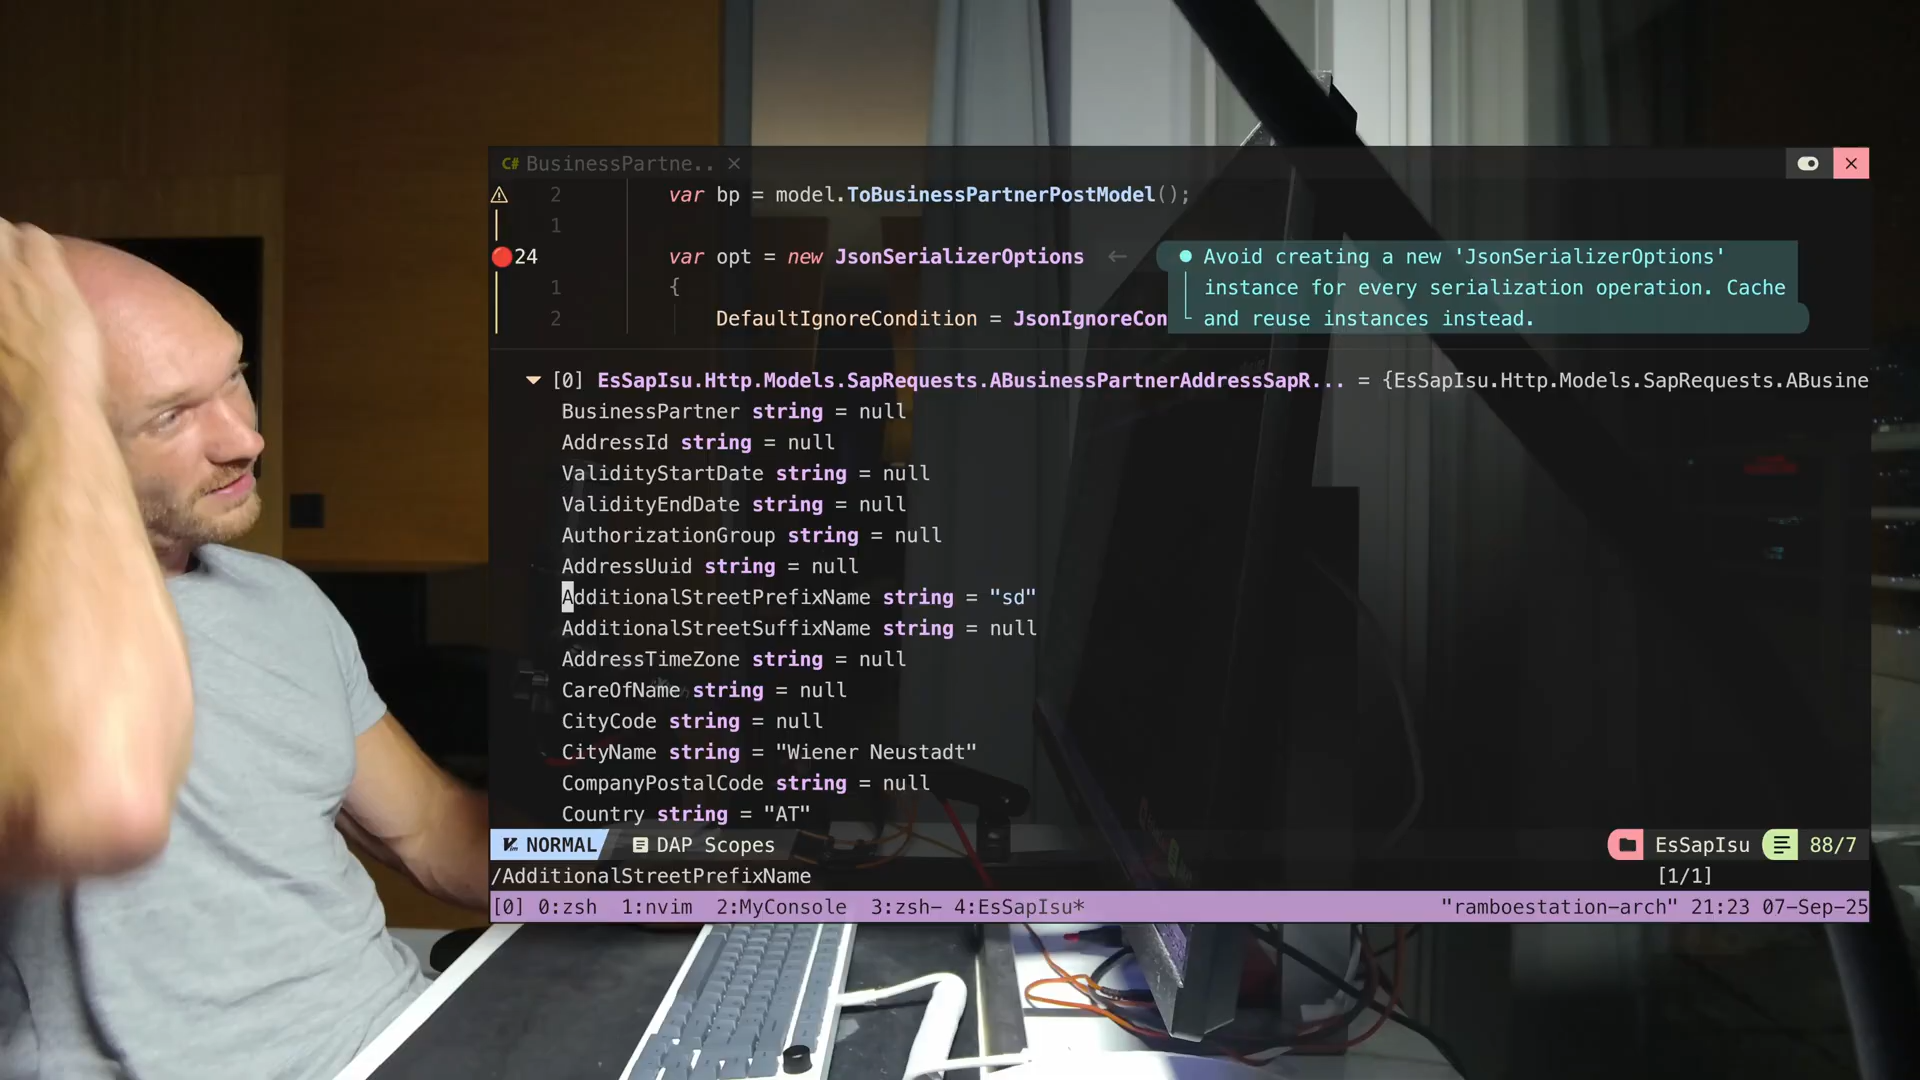 C# BusinessPartne..
2 var bp = model.ToBusinessPartnerPostModel();
1
24 var opt = new JsonSerializerOptions ← ● Avoid creating a new 'JsonSerializerOptions'
1 { instance for every serialization operation. Cache
2 DefaultIgnoreCondition = JsonIgnoreCon and reuse instances instead.
[0] EsSapIsu.Http.Models.SapRequests.ABusinessPartnerAddressSapR... = {EsSapIsu.Http.Models.SapRequests.ABusine
BusinessPartner string = null
AddressId string = null
ValidityStartDate string = null
ValidityEndDate string = null
AuthorizationGroup string = null
AddressUuid string = null
AdditionalStreetPrefixName string = "sd"
AdditionalStreetSuffixName string = null
AddressTimeZone string = null
CareOfName string = null
CityCode string = null
CityName string = "Wiener Neustadt"
CompanyPostalCode string = null
Country string = "AT"
NORMAL DAP Scopes EsSapIsu 88/7
/AdditionalStreetPrefixName [1/1]
[0] 0:zsh 1:nvim 2:MyConsole 3:zsh- 4:EsSapIsu* "ramboestation-arch" 21:23 07-Sep-25